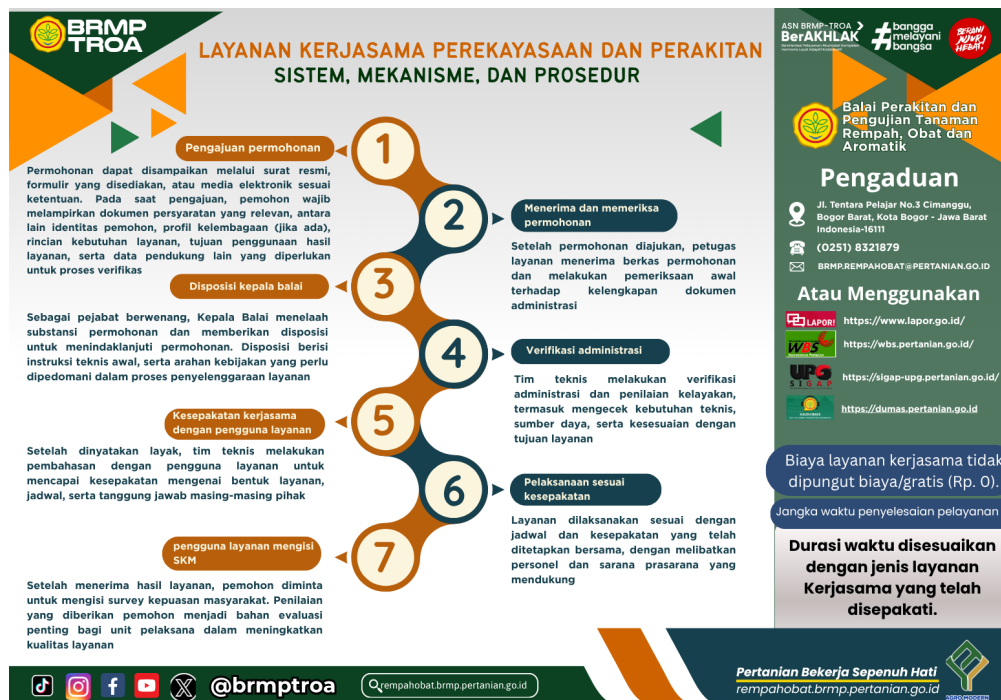 BRMP
TROA
LAYANAN KERJASAMA PEREKAYASAAN DAN PERAKITAN
SISTEM, MEKANISME, DAN PROSEDUR
1
Pengajuan permohonan
Permohonan dapat disampaikan melalui surat resmi,
formulir yang disediakan, atau media elektronik sesuai
ketentuan. Pada saat pengajuan, pemohon wajib
melampirkan dokumen persyaratan yang relevan, antara
lain identitas pemohon, profil kelembagaan (jika ada),
rincian kebutuhan layanan, tujuan penggunaan hasil
layanan, serta data pendukung lain yang diperlukan
untuk proses verifikas
2
Menerima dan memeriksa
permohonan
Setelah permohonan diajukan, petugas
layanan menerima berkas permohonan
dan melakukan pemeriksaan awal
terhadap kelengkapan dokumen
administrasi
3
Disposisi kepala balai
Sebagai pejabat berwenang, Kepala Balai menelaah
substansi permohonan dan memberikan disposisi
untuk menindaklanjuti permohonan. Disposisi berisi
instruksi teknis awal, serta arahan kebijakan yang perlu
dipedomani dalam proses penyelenggaraan layanan
4
Verifikasi administrasi
Tim teknis melakukan verifikasi
administrasi dan penilaian kelayakan,
termasuk mengecek kebutuhan teknis,
sumber daya, serta kesesuaian dengan
tujuan layanan
5
Kesepakatan kerjasama
dengan pengguna layanan
Setelah dinyatakan layak, tim teknis melakukan
pembahasan dengan pengguna layanan untuk
mencapai kesepakatan mengenai bentuk layanan,
jadwal, serta tanggung jawab masing-masing pihak
6
Pelaksanaan sesuai
kesepakatan
Layanan dilaksanakan sesuai dengan
jadwal dan kesepakatan yang telah
ditetapkan bersama, dengan melibatkan
personel dan sarana prasarana yang
mendukung
7
pengguna layanan mengisi
SKM
Setelah menerima hasil layanan, pemohon diminta
untuk mengisi survey kepuasan masyarakat. Penilaian
yang diberikan pemohon menjadi bahan evaluasi
penting bagi unit pelaksana dalam meningkatkan
kualitas layanan
ASN BRMP-TROA
BerAKHLAK
# bangga
melayani
bangsa
BERANI
JUJUR
HEBAT!
Balai Perakitan dan
Pengujian Tanaman
Rempah, Obat dan
Aromatik
Pengaduan
Jl. Tentara Pelajar No.3 Cimanggu,
Bogor Barat, Kota Bogor - Jawa Barat
Indonesia-16111
(0251) 8321879
BRMP.REMPAHOBAT@PERTANIAN.GO.ID
Atau Menggunakan
LAPOR! https://www.lapor.go.id/
WBS https://wbs.pertanian.go.id/
UPG
SIGAP https://sigap-upg.pertanian.go.id/
https://dumas.pertanian.go.id
Biaya layanan kerjasama tidak
dipungut biaya/gratis (Rp. 0).
Jangka waktu penyelesaian pelayanan
Durasi waktu disesuaikan
dengan jenis layanan
Kerjasama yang telah
disepakati.
@brmptroa
rempahobat.brmp.pertanian.go.id
Pertanian Bekerja Sepenuh Hati
rempahobat.brmp.pertanian.go.id
AGRO MODERN